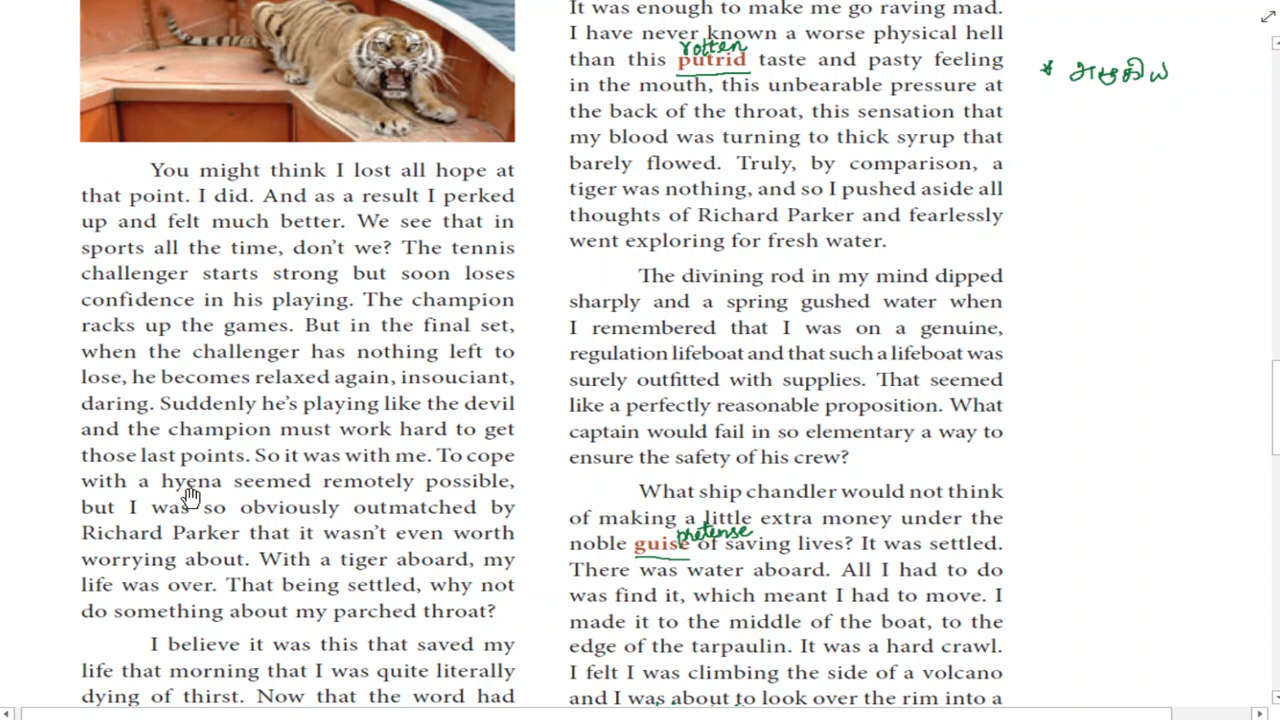 You might think I lost all hope at
that point. I did. And as a result I perked
up and felt much better. We see that in
sports all the time, don't we? The tennis
challenger starts strong but soon loses
confidence in his playing. The champion
racks up the games. But in the final set,
when the challenger has nothing left to
lose, he becomes relaxed again, insouciant,
daring. Suddenly he's playing like the devil
and the champion must work hard to get
those last points. So it was with me. To cope
with a hyena seemed remotely possible,
but I was so obviously outmatched by
Richard Parker that it wasn't even worth
worrying about. With a tiger aboard, my
life was over. That being settled, why not
do something about my parched throat?
I believe it was this that saved my
life that morning that I was quite literally
dying of thirst. Now that the word had
It was enough to make me go raving mad.
I have never known a worse physical hell
rotten
than this putrid taste and pasty feeling
in the mouth, this unbearable pressure at
the back of the throat, this sensation that
my blood was turning to thick syrup that
barely flowed. Truly, by comparison, a
tiger was nothing, and so I pushed aside all
thoughts of Richard Parker and fearlessly
went exploring for fresh water.
The divining rod in my mind dipped
sharply and a spring gushed water when
I remembered that I was on a genuine,
regulation lifeboat and that such a lifeboat was
surely outfitted with supplies. That seemed
like a perfectly reasonable proposition. What
captain would fail in so elementary a way to
ensure the safety of his crew?
What ship chandler would not think
of making a little extra money under the
pretense
noble guise of saving lives? It was settled.
There was water aboard. All I had to do
was find it, which meant I had to move. I
made it to the middle of the boat, to the
edge of the tarpaulin. It was a hard crawl.
I felt I was climbing the side of a volcano
and I was about to look over the rim into a
* அழுகிய